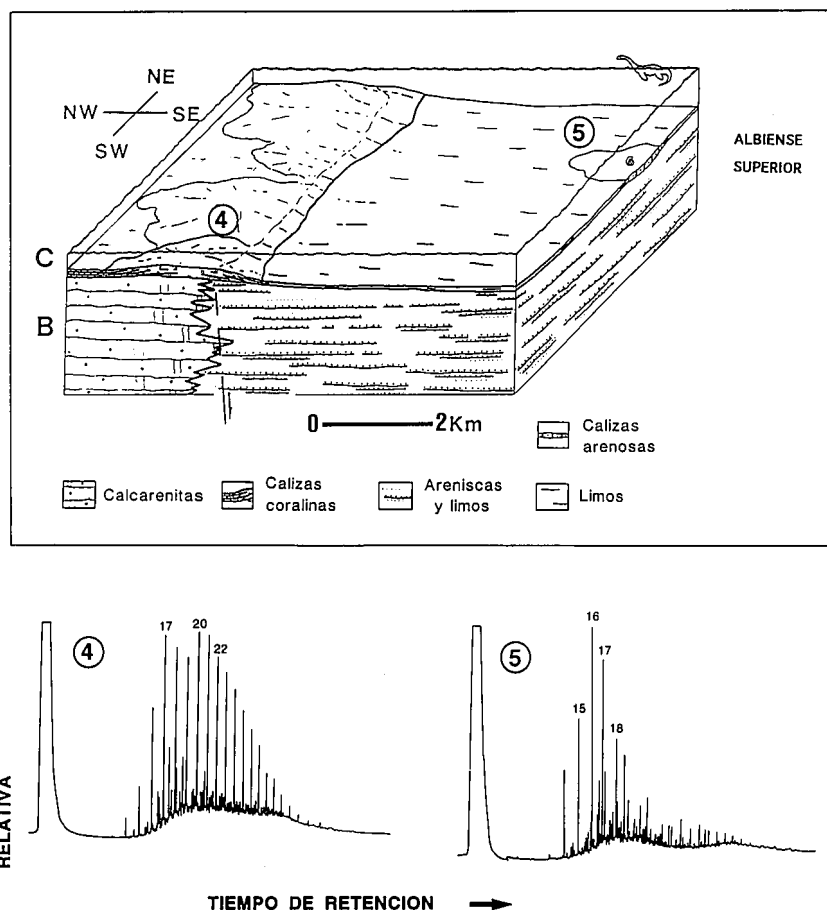 NE
NW
SE
SW
5
6
ALBIENSE
SUPERIOR
4
C
B
0 2Km
Calizas
arenosas
Calcarenitas
Calizas
coralinas
Areniscas
y limos
Limos
4
17
20
22
5
15
16
17
18
RELATIVA
TIEMPO DE RETENCION